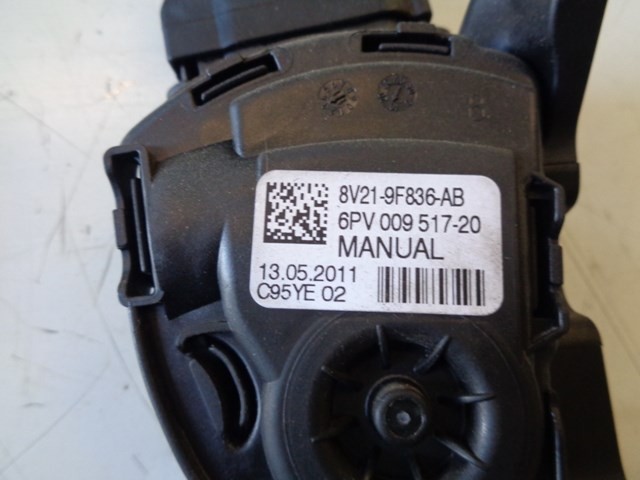 8V21-9F836-AB
6PV 009 517-20
MANUAL
13.05.2011
C95YE 02